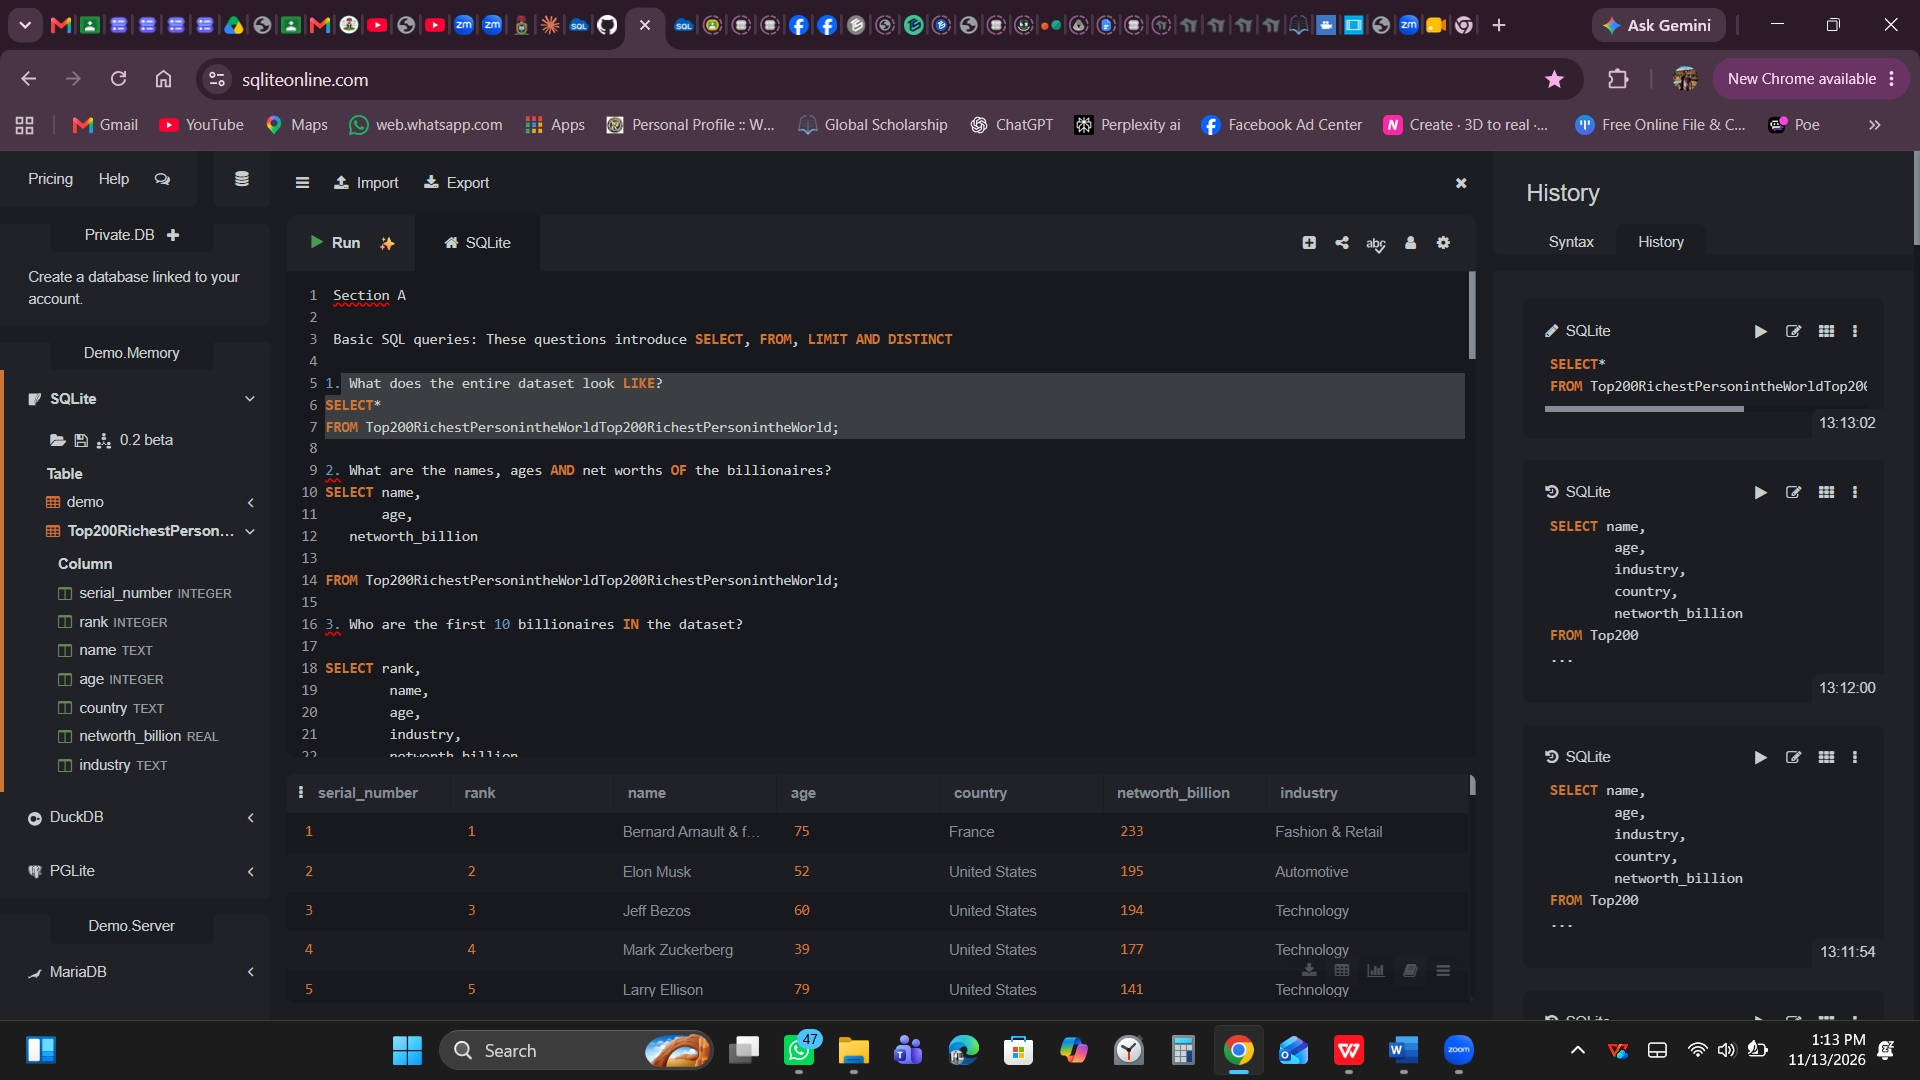 Ask Gemini
sqliteonline.com
New Chrome available
Gmail
YouTube
Maps
web.whatsapp.com
Apps
Personal Profile :: W...
Global Scholarship
ChatGPT
Perplexity ai
Facebook Ad Center
Create · 3D to real ·...
Free Online File & C...
Poe
Pricing
Help
Private.DB
Create a database linked to your
account.
Demo.Memory
SQLite
0.2 beta
Table
demo
Top200RichestPerson...
Column
serial_number INTEGER
rank INTEGER
name TEXT
age INTEGER
country TEXT
networth_billion REAL
industry TEXT
DuckDB
PGLite
Demo.Server
MariaDB
Import
Export
Run
SQLite
abc
1 Section A
2
3 Basic SQL queries: These questions introduce SELECT, FROM, LIMIT AND DISTINCT
4
5 1. What does the entire dataset look LIKE?
6 SELECT*
7 FROM Top200RichestPersonintheWorldTop200RichestPersonintheWorld;
8
9 2. What are the names, ages AND net worths OF the billionaires?
10 SELECT name,
11 age,
12 networth_billion
13
14 FROM Top200RichestPersonintheWorldTop200RichestPersonintheWorld;
15
16 3. Who are the first 10 billionaires IN the dataset?
17
18 SELECT rank,
19 name,
20 age,
21 industry,
22 networth_billion
serial_number rank name age country networth_billion industry
1 1 Bernard Arnault & f... 75 France 233 Fashion & Retail
2 2 Elon Musk 52 United States 195 Automotive
3 3 Jeff Bezos 60 United States 194 Technology
4 4 Mark Zuckerberg 39 United States 177 Technology
5 5 Larry Ellison 79 United States 141 Technology
History
Syntax
History
SQLite
SELECT*
FROM Top200RichestPersonintheWorldTop200
13:13:02
SQLite
SELECT name,
age,
industry,
country,
networth_billion
FROM Top200
...
13:12:00
SQLite
SELECT name,
age,
industry,
country,
networth_billion
FROM Top200
...
13:11:54
SQLite
Search
47
zoom
1:13 PM
11/13/2026